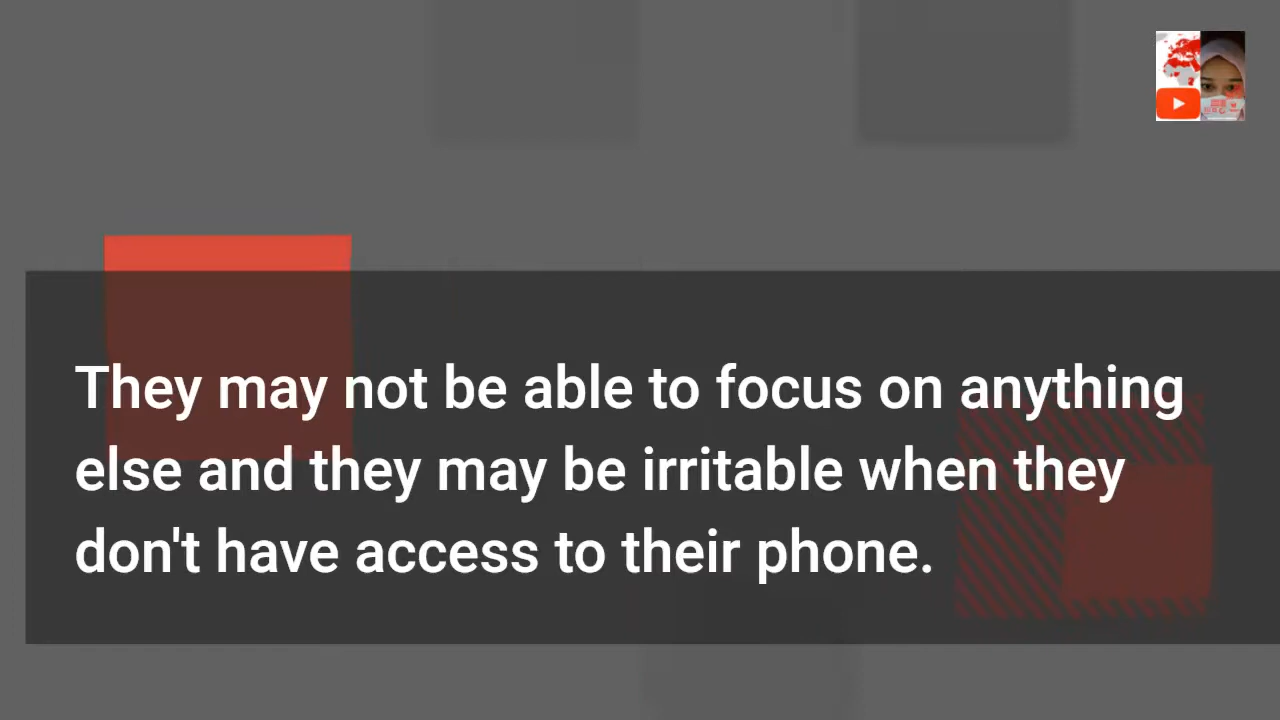 They may not be able to focus on anything
else and they may be irritable when they
don't have access to their phone.